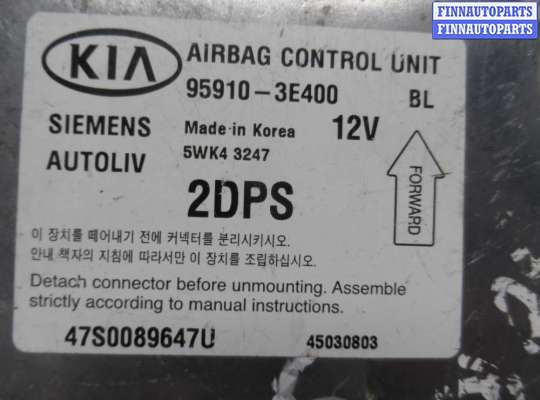 FINNAUTOPARTS
FINNAUTOPARTS
KIA AIRBAG CONTROL UNIT
95910-3E400 BL
SIEMENS Made in Korea 12V
AUTOLIV 5WK4 3247
FORWARD
2DPS
이 장치를 떼어내기 전에 커넥터를 분리시키시오.
안내 책자의 지침에 따라서만 이 장치를 조립하십시오.
Detach connector before unmounting. Assemble
strictly according to manual instructions.
47S0089647U 45030803